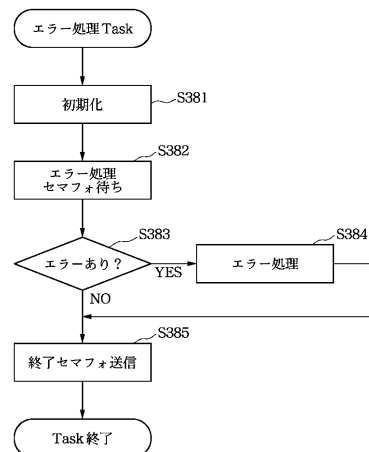 エラー処理Task
初期化
S381
エラー処理
セマフォ待ち
S382
エラーあり?
S383
YES
エラー処理
S384
NO
終了セマフォ送信
S385
Task終了